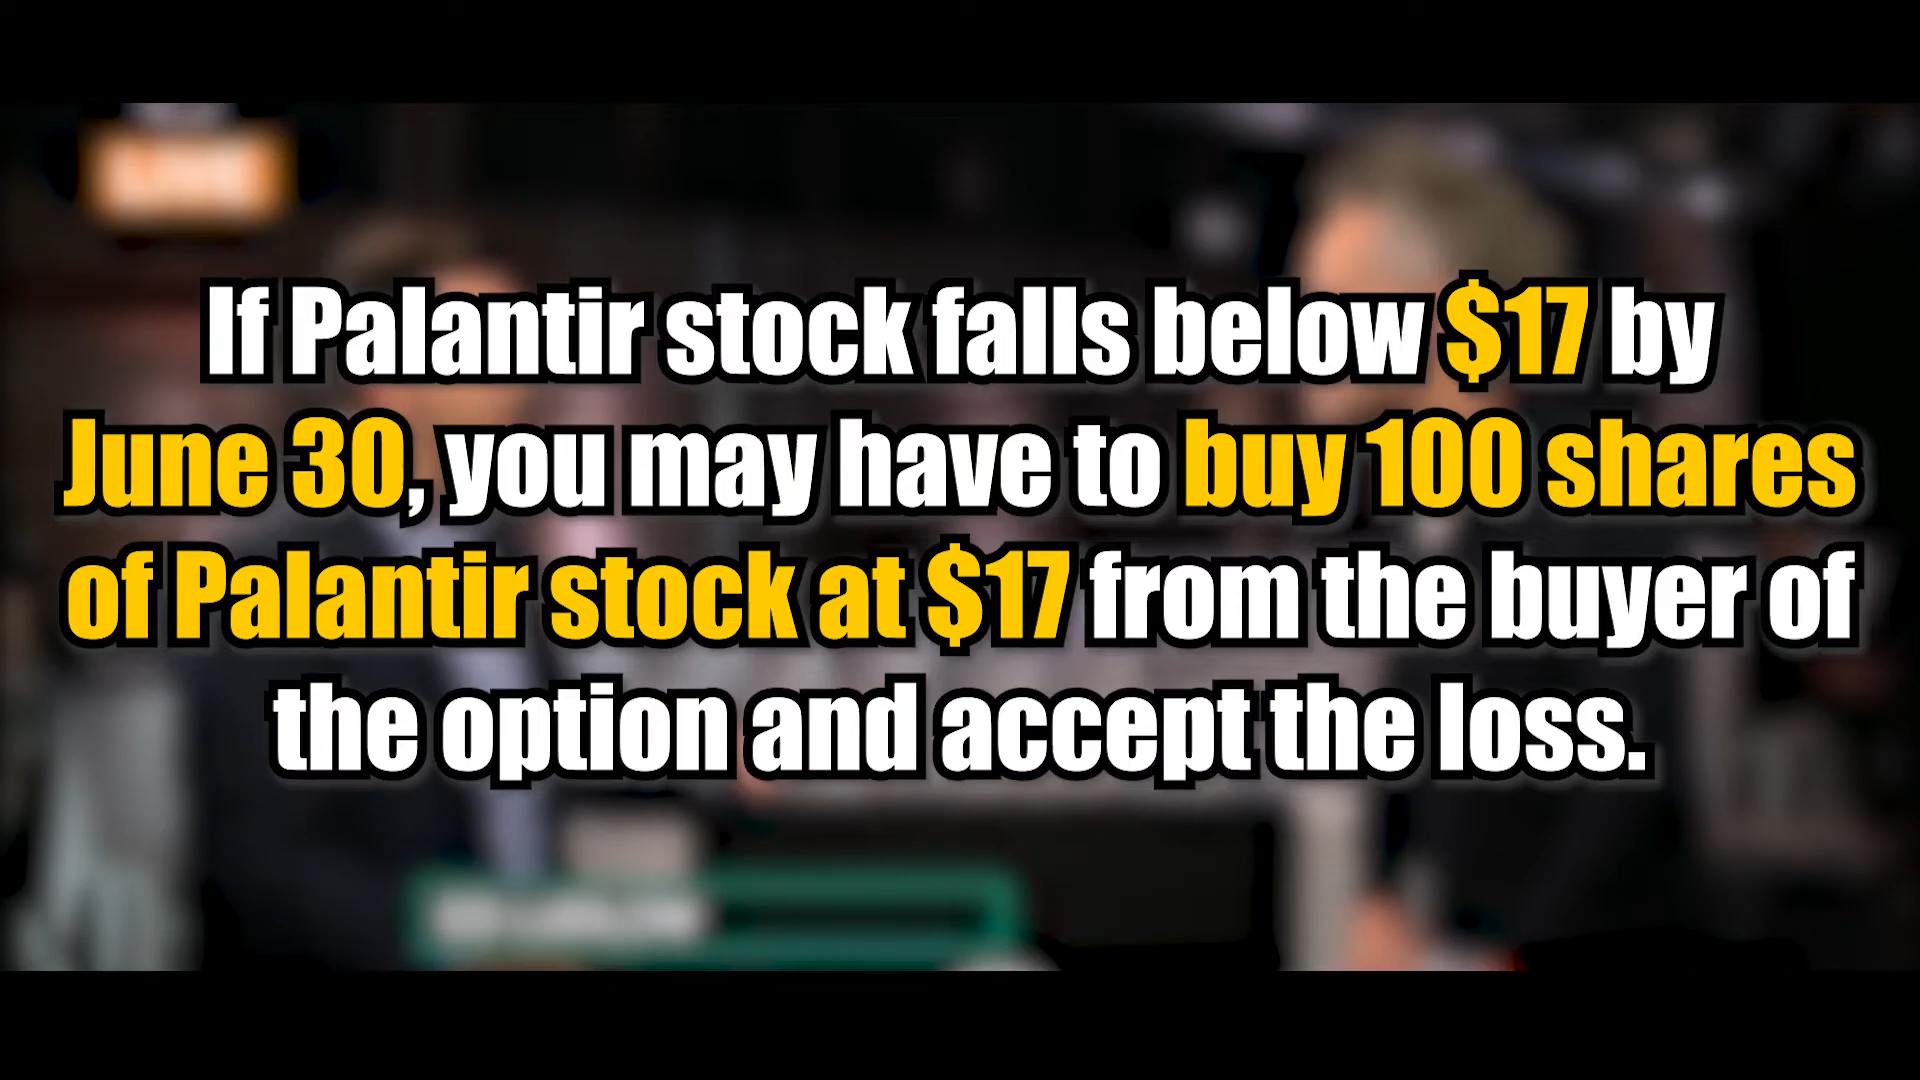 If Palantir stock falls below $17 by
June 30, you may have to buy 100 shares
of Palantir stock at $17 from the buyer of
the option and accept the loss.